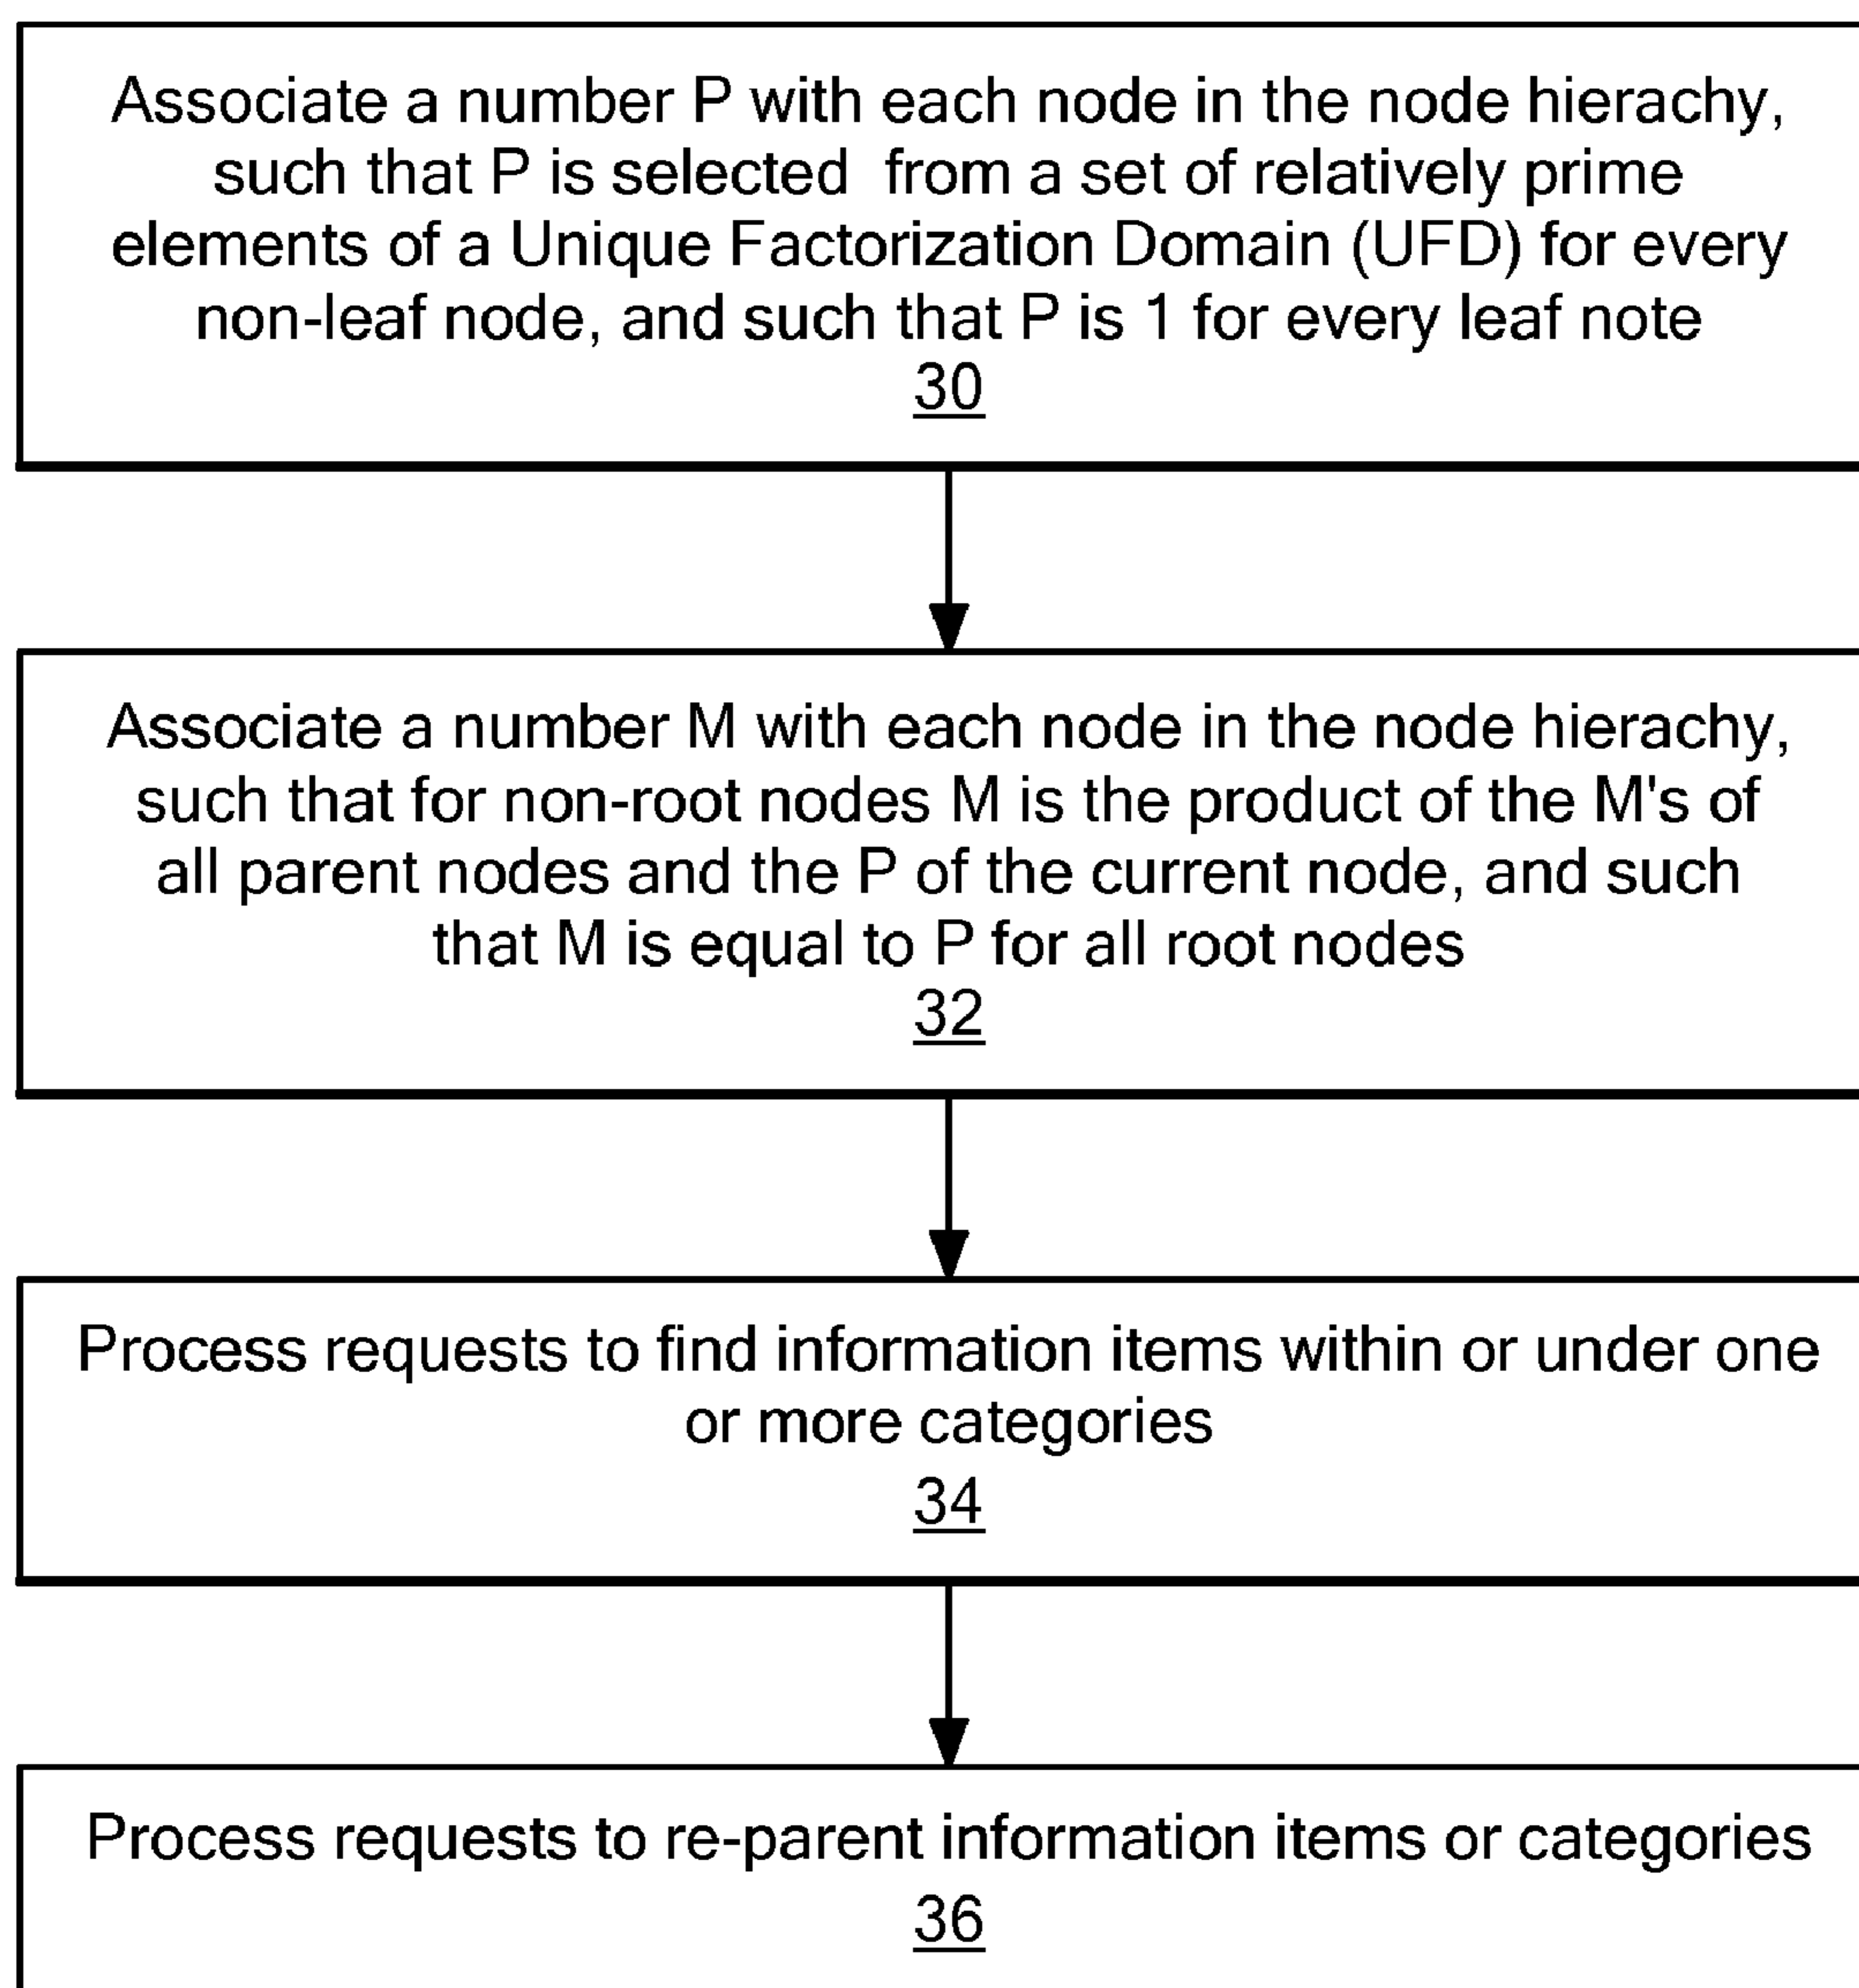 Associate a number P with each node in the node hierachy,
such that P is selected from a set of relatively prime
elements of a Unique Factorization Domain (UFD) for every
non-leaf node, and such that P is 1 for every leaf note
30
Associate a number M with each node in the node hierachy,
such that for non-root nodes M is the product of the M's of
all parent nodes and the P of the current node, and such
that M is equal to P for all root nodes
32
Process requests to find information items within or under one
or more categories
34
Process requests to re-parent information items or categories
36